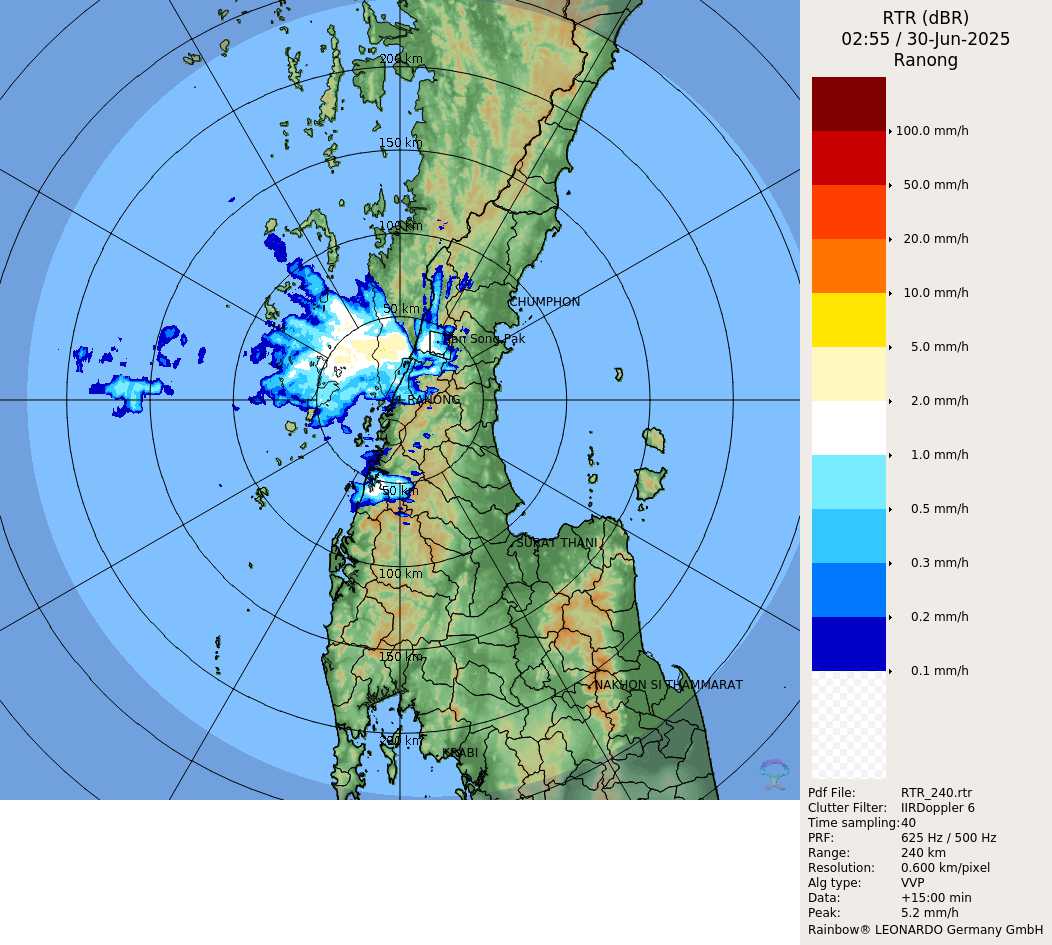 RTR (dBR)
02:55 / 30-Jun-2025
Ranong
200 km
150 km
100 km
50 km
CHUMPHON
Ban Song Pak
RANONG
50 km
SURAT THANI
100 km
150 km
NAKHON SI THAMMARAT
200 km
KRABI
100.0 mm/h
50.0 mm/h
20.0 mm/h
10.0 mm/h
5.0 mm/h
2.0 mm/h
1.0 mm/h
0.5 mm/h
0.3 mm/h
0.2 mm/h
0.1 mm/h
Pdf File: RTR_240.rtr
Clutter Filter: IIRDoppler 6
Time sampling:40
PRF: 625 Hz / 500 Hz
Range: 240 km
Resolution: 0.600 km/pixel
Alg type: VVP
Data: +15:00 min
Peak: 5.2 mm/h
Rainbow® LEONARDO Germany GmbH